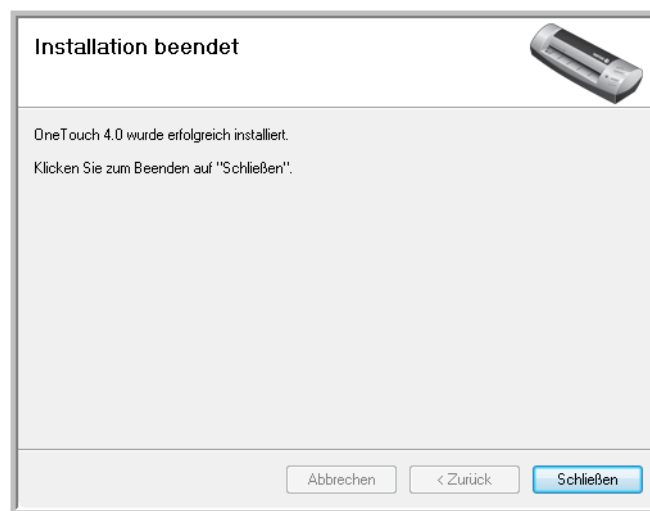 Installation beendet
OneTouch 4.0 wurde erfolgreich installiert.
Klicken Sie zum Beenden auf "Schließen".
Abbrechen
< Zurück
Schließen